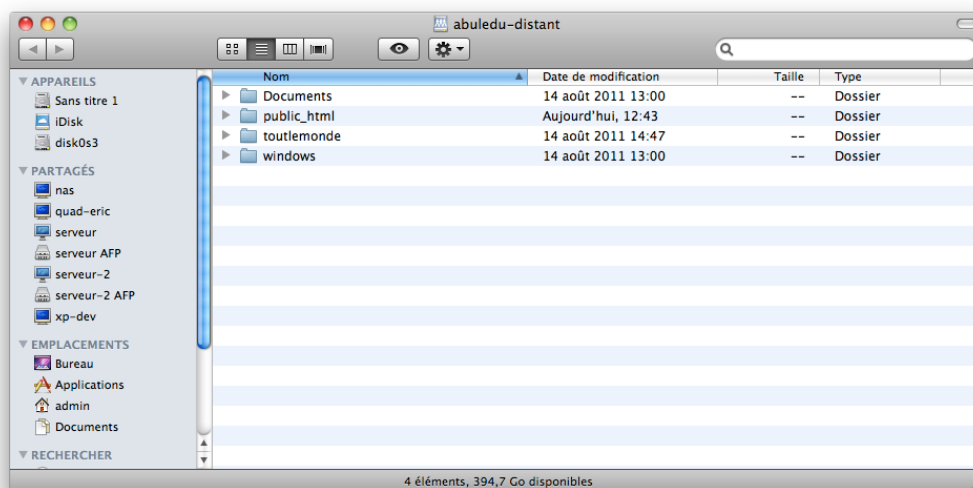 abuledu-distant
APPAREILS
Sans titre 1
iDisk
disk0s3
PARTAGÉS
nas
quad-eric
serveur
serveur AFP
serveur-2
serveur-2 AFP
xp-dev
EMPLACEMENTS
Bureau
Applications
admin
Documents
RECHERCHER
Nom Date de modification Taille Type
Documents 14 août 2011 13:00 -- Dossier
public_html Aujourd'hui, 12:43 -- Dossier
toutlemonde 14 août 2011 14:47 -- Dossier
windows 14 août 2011 13:00 -- Dossier
4 éléments, 394,7 Go disponibles